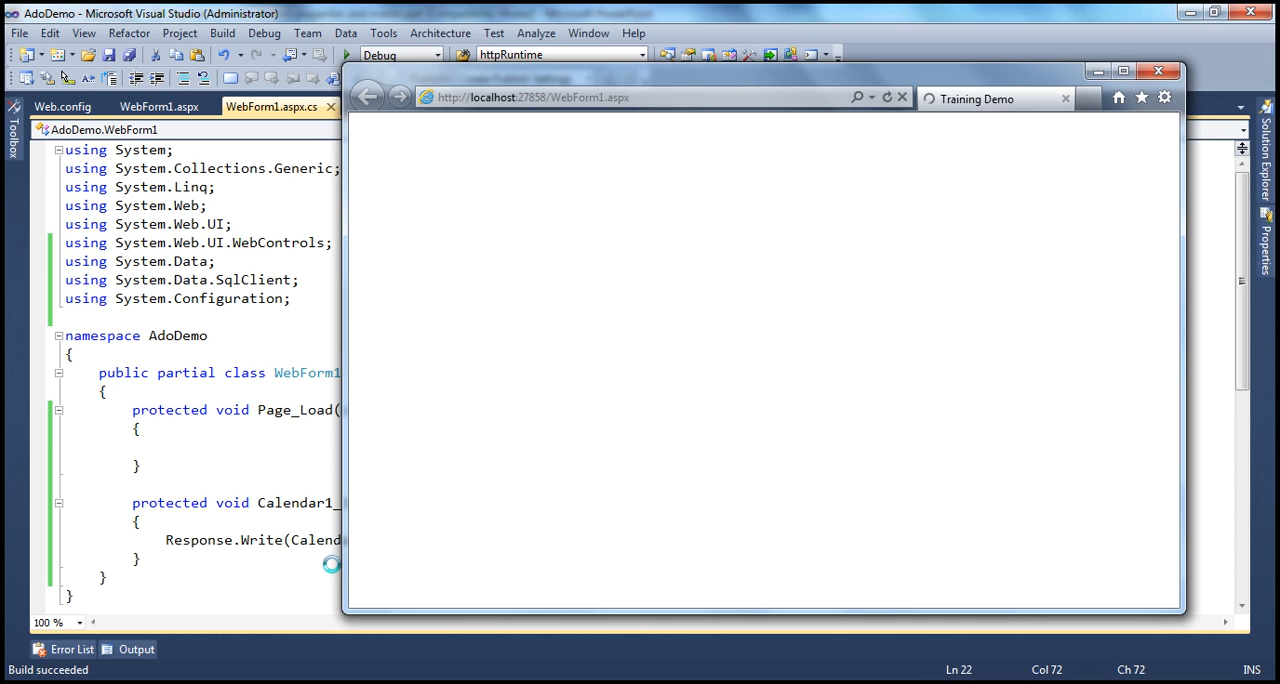 AdoDemo - Microsoft Visual Studio (Administrator)
File Edit View Refactor Project Build Debug Team Data Tools Architecture Test Analyze Window Help
Debug httpRuntime
Web.config WebForm1.aspx WebForm1.aspx.cs
http://localhost:27858/WebForm1.aspx Training Demo
Toolbox
Solution Explorer
Properties
AdoDemo.WebForm1
using System;
using System.Collections.Generic;
using System.Linq;
using System.Web;
using System.Web.UI;
using System.Web.UI.WebControls;
using System.Data;
using System.Data.SqlClient;
using System.Configuration;
namespace AdoDemo
{
public partial class WebForm1
{
protected void Page_Load(
{
}
protected void Calendar1_
{
Response.Write(Calend
}
}
}
100 %
Error List Output
Build succeeded Ln 22 Col 72 Ch 72 INS